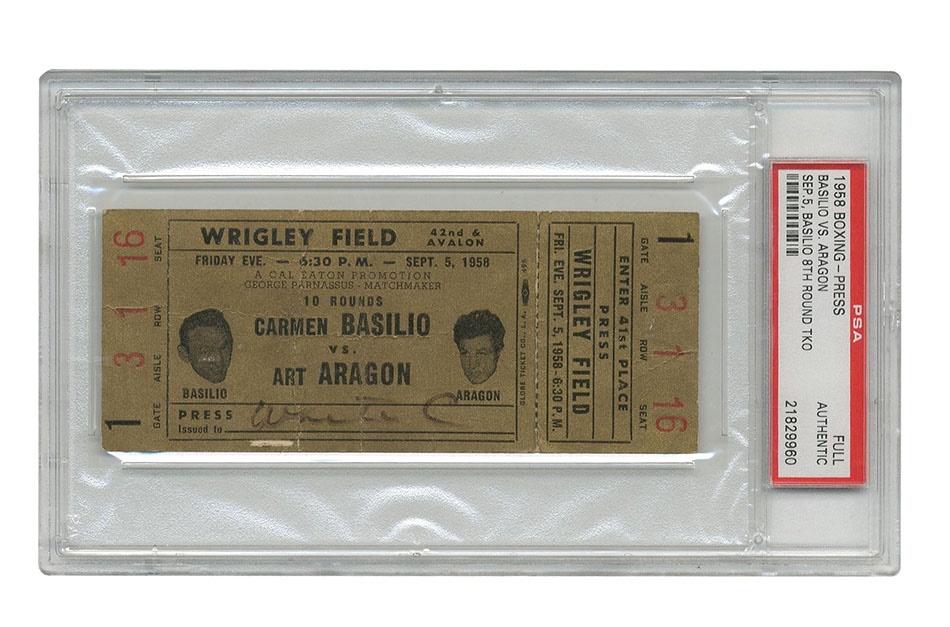 WRIGLEY FIELD 42nd & AVALON
FRIDAY EVE. — 6:30 P. M. — SEPT. 5, 1958
A CAL EATON PROMOTION
GEORGE PARNASSUS - MATCHMAKER
10 ROUNDS
CARMEN BASILIO
VS.
ART ARAGON
BASILIO
ARAGON
PRESS
Issued to
GATE AISLE ROW SEAT
1 3 1 16
GLOBE TICKET CO.
FRI. EVE. SEPT. 5, 1958-6:30 P.M
WRIGLEY FIELD
PRESS
ENTER 41st PLACE
GATE AISLE ROW SEAT
1 3 1 16
1958 BOXING-PRESS
BASILIO VS. ARAGON
SEP.5, BASILIO 8TH ROUND TKO
PSA
FULL
AUTHENTIC
21829960